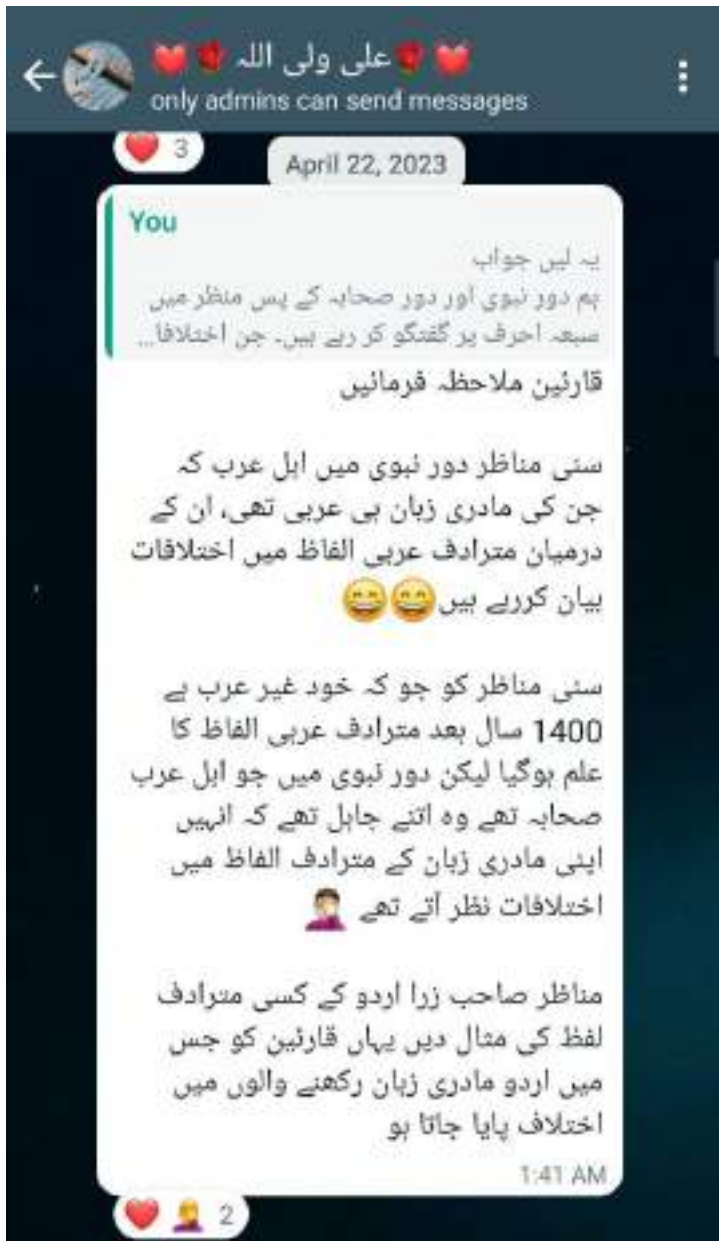 علی ولی اللہ
only admins can send messages
3
April 22, 2023
You
یہ لیں جواب
ہم دور نبوی اور دور صحابہ کے پس منظر میں
سبعہ احرف پر گفتگو کر رہے ہیں۔ جن اختلافا...
قارئین ملاحظہ فرمائیں
سنی مناظر دور نبوی میں اہل عرب کہ
جن کی مادری زبان ہی عربی تھی، ان کے
درمیان مترادف عربی الفاظ میں اختلافات
بیان کررہے ہیں😄😄
سنی مناظر کو جو کہ خود غیر عرب ہے
1400 سال بعد مترادف عربی الفاظ کا
علم ہوگیا لیکن دور نبوی میں جو اہل عرب
صحابہ تھے وہ اتنے جاہل تھے کہ انہیں
اپنی مادری زبان کے مترادف الفاظ میں
اختلافات نظر آتے تھے 🤦
مناظر صاحب زرا اردو کے کسی مترادف
لفظ کی مثال دیں یہاں قارئین کو جس
میں اردو مادری زبان رکھنے والوں میں
اختلاف پایا جاتا ہو
1:41 AM
2